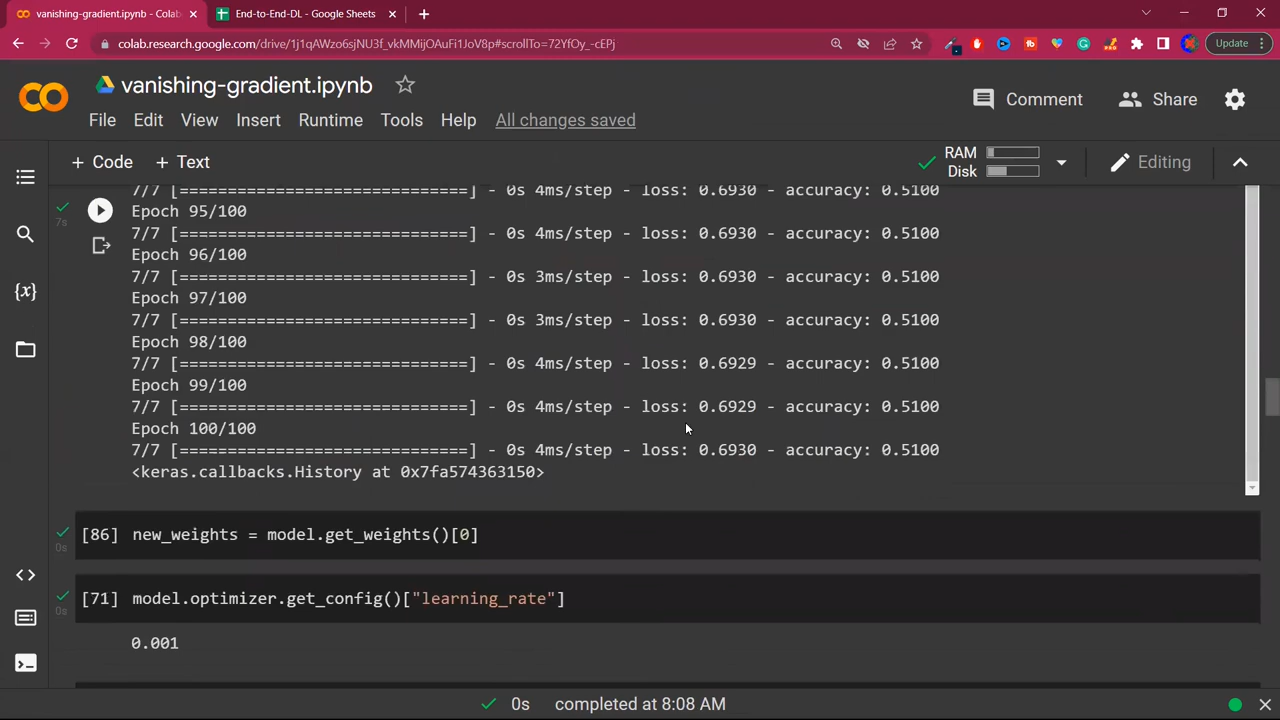 vanishing-gradient.ipynb - Colab
End-to-End-DL - Google Sheets
colab.research.google.com/drive/1j1qAWzo6sjNU3f_vkMMijOAuFi1JoV8p#scrollTo=72YfOy_-cEPj
Update
vanishing-gradient.ipynb
Comment
Share
File Edit View Insert Runtime Tools Help All changes saved
+ Code + Text
RAM
Disk
Editing
7/7 [==============================] - 0s 4ms/step - loss: 0.6930 - accuracy: 0.5100
7s
Epoch 95/100
7/7 [==============================] - 0s 4ms/step - loss: 0.6930 - accuracy: 0.5100
Epoch 96/100
7/7 [==============================] - 0s 3ms/step - loss: 0.6930 - accuracy: 0.5100
Epoch 97/100
7/7 [==============================] - 0s 3ms/step - loss: 0.6930 - accuracy: 0.5100
Epoch 98/100
7/7 [==============================] - 0s 4ms/step - loss: 0.6929 - accuracy: 0.5100
Epoch 99/100
7/7 [==============================] - 0s 4ms/step - loss: 0.6929 - accuracy: 0.5100
Epoch 100/100
7/7 [==============================] - 0s 4ms/step - loss: 0.6930 - accuracy: 0.5100
<keras.callbacks.History at 0x7fa574363150>
[86] new_weights = model.get_weights()[0]
0s
[71] model.optimizer.get_config()["learning_rate"]
0s
0.001
0s completed at 8:08 AM